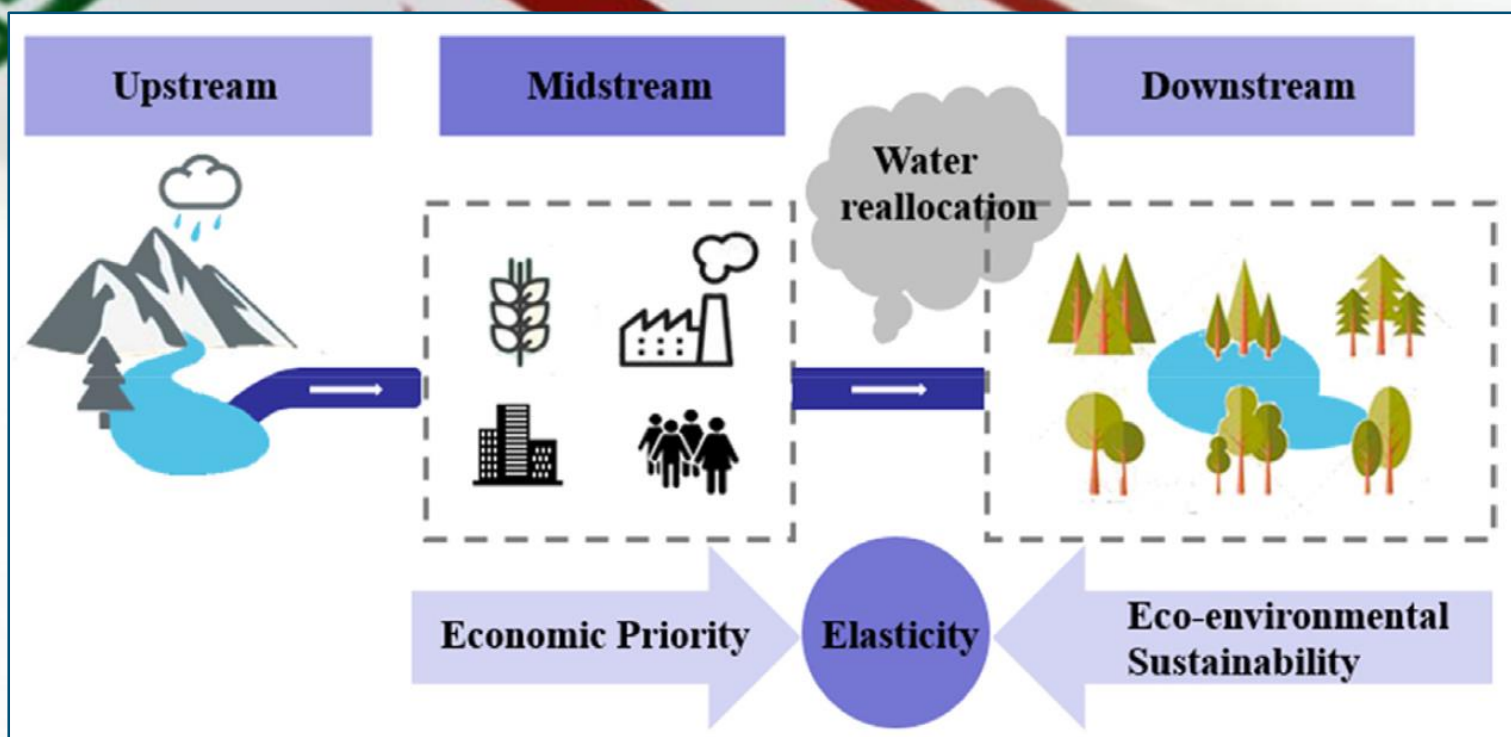 Upstream
Midstream
Downstream
Water
reallocation
Economic Priority
Elasticity
Eco-environmental
Sustainability